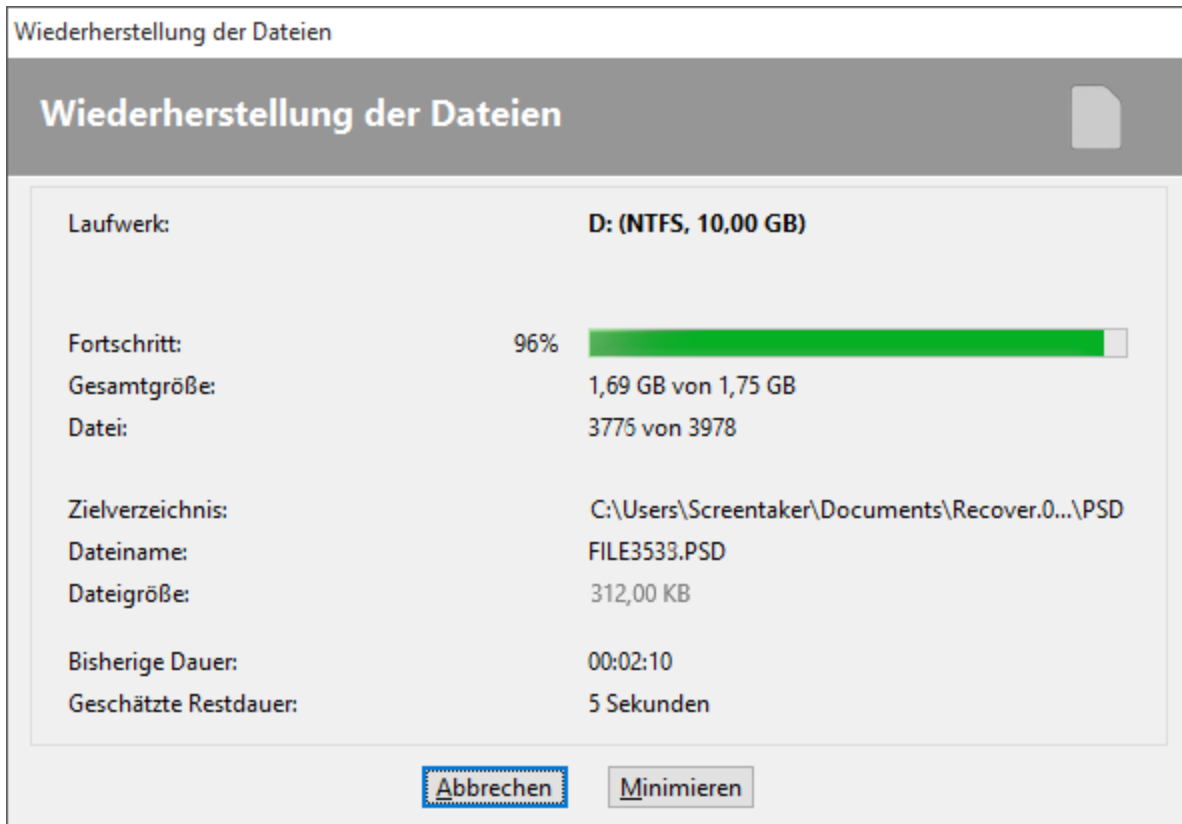 Wiederherstellung der Dateien
Wiederherstellung der Dateien
Laufwerk: D: (NTFS, 10,00 GB)
Fortschritt: 96%
Gesamtgröße: 1,69 GB von 1,75 GB
Datei: 3776 von 3978
Zielverzeichnis: C:\Users\Screentaker\Documents\Recover.0...\PSD
Dateiname: FILE3533.PSD
Dateigröße: 312,00 KB
Bisherige Dauer: 00:02:10
Geschätzte Restdauer: 5 Sekunden
Abbrechen Minimieren